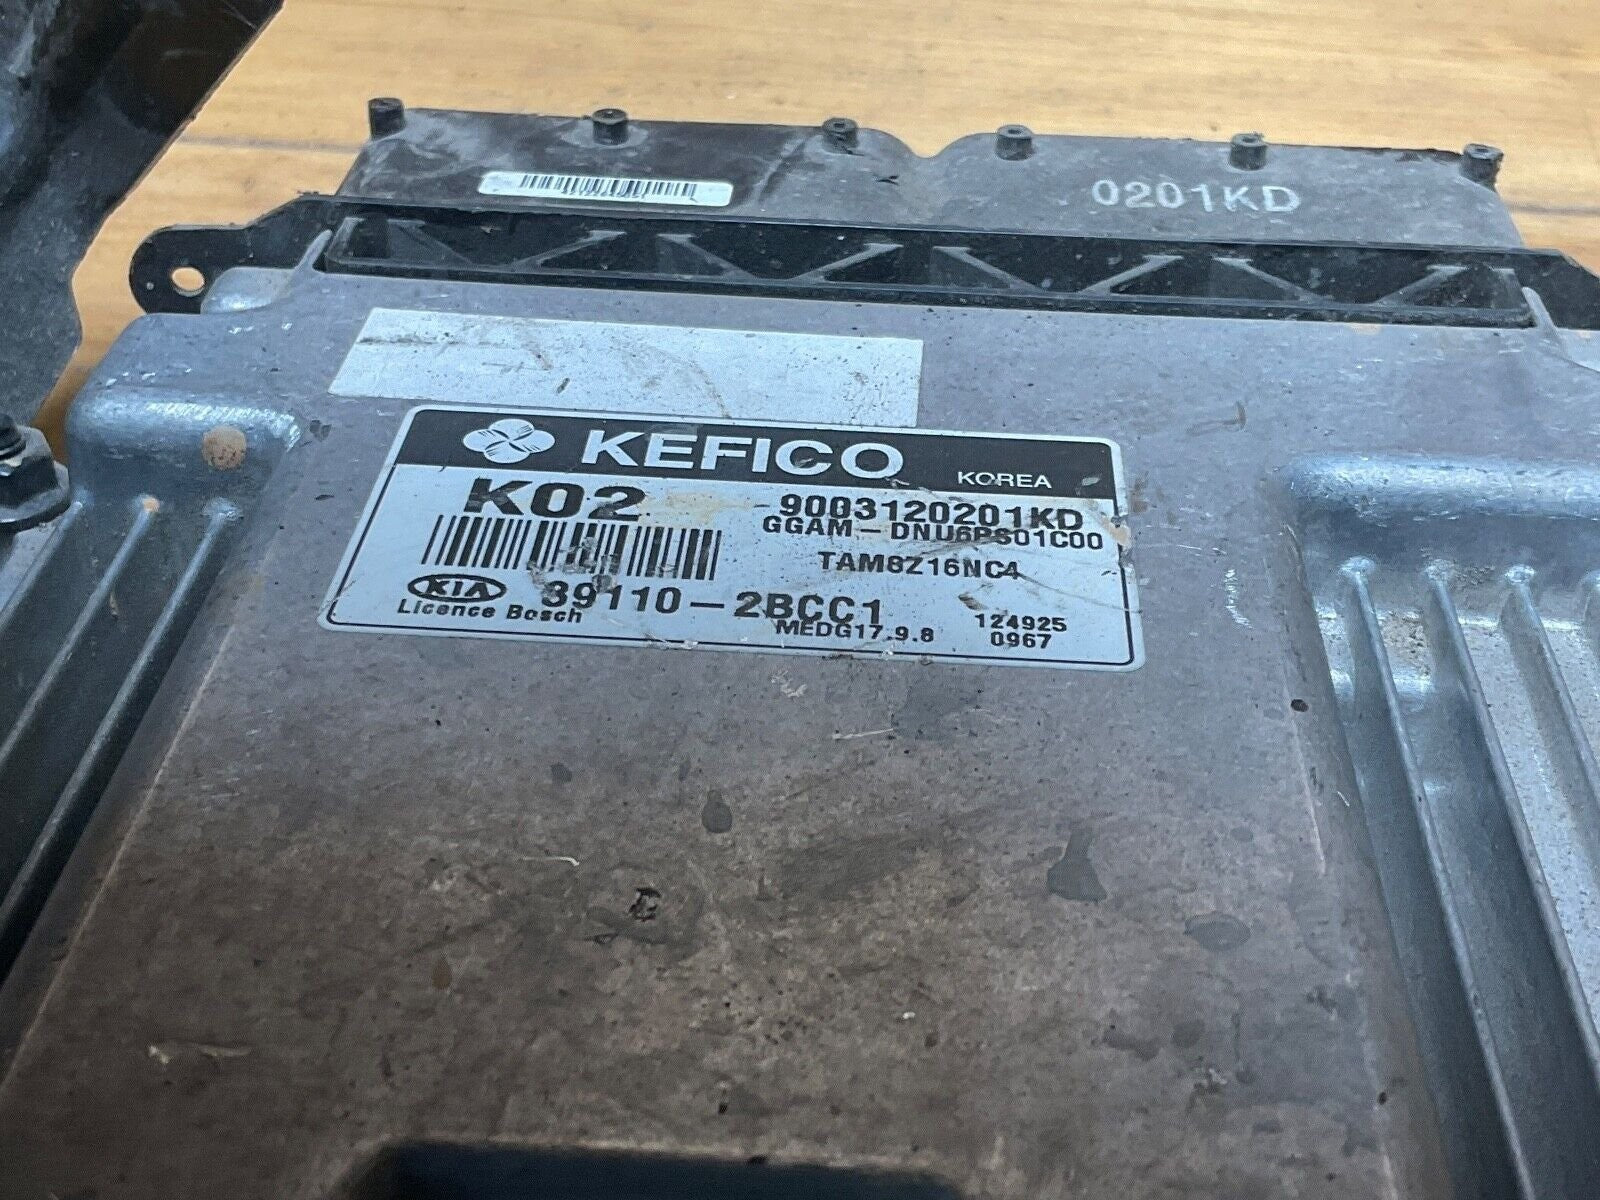 0201KD
KEFICO KOREA
K02 9003120201KD
GGAM-DNU6PS01C00
TAM8Z16NC4
KIA 39110-2BCC1 124925
Licence Bosch MEDG17.9.8 0967